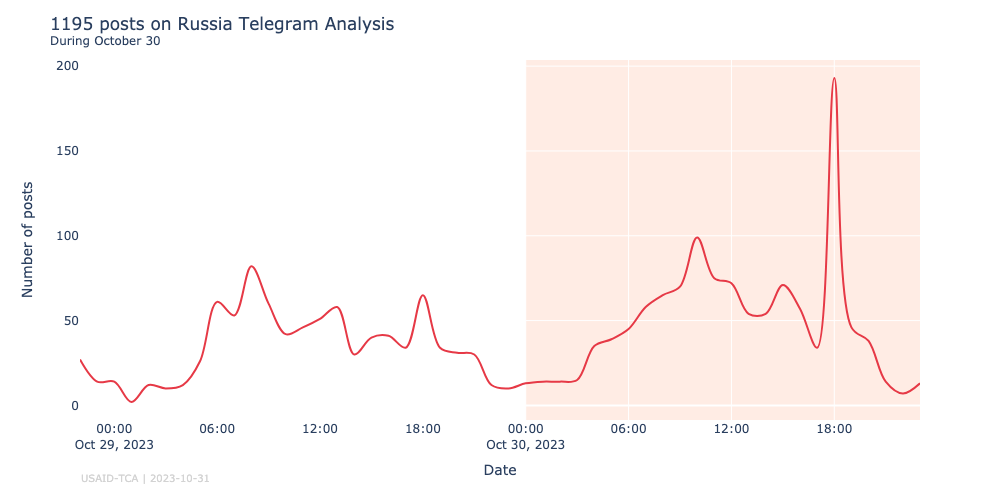 1195 posts on Russia Telegram Analysis
During October 30
200
150
100
50
0
Number of posts
00:00 06:00 12:00 18:00 00:00 06:00 12:00 18:00
Oct 29, 2023 Oct 30, 2023
Date
USAID-TCA | 2023-10-31